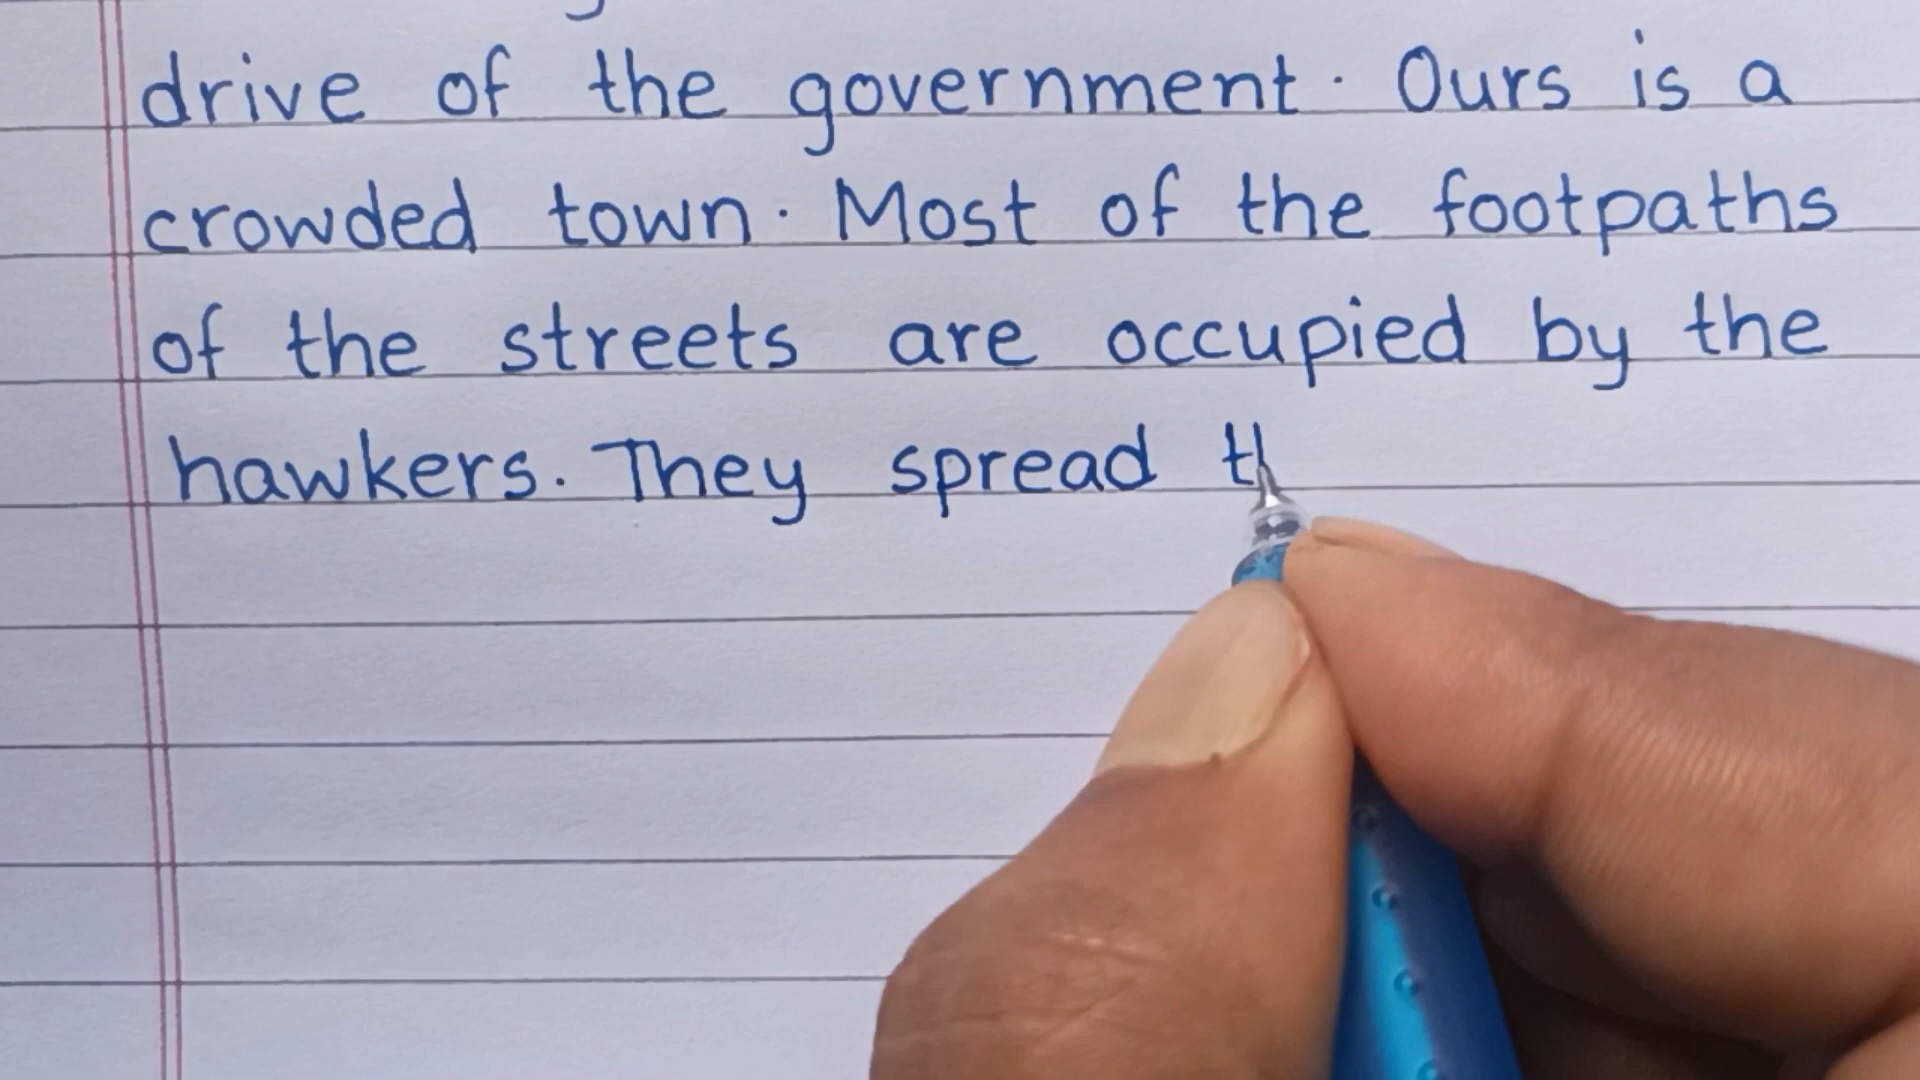 drive of the government. Ours is a
crowded town. Most of the footpaths
of the streets are occupied by the
hawkers. They spread th